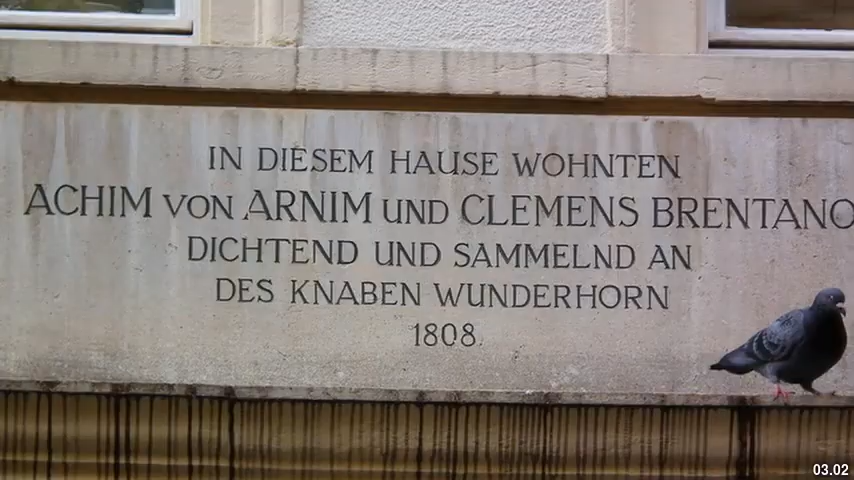 IN DIESEM HAUSE WOHNTEN
ACHIM VON ARNIM UND CLEMENS BRENTANO
DICHTEND UND SAMMELND AN
DES KNABEN WUNDERHORN
1808.
03.02